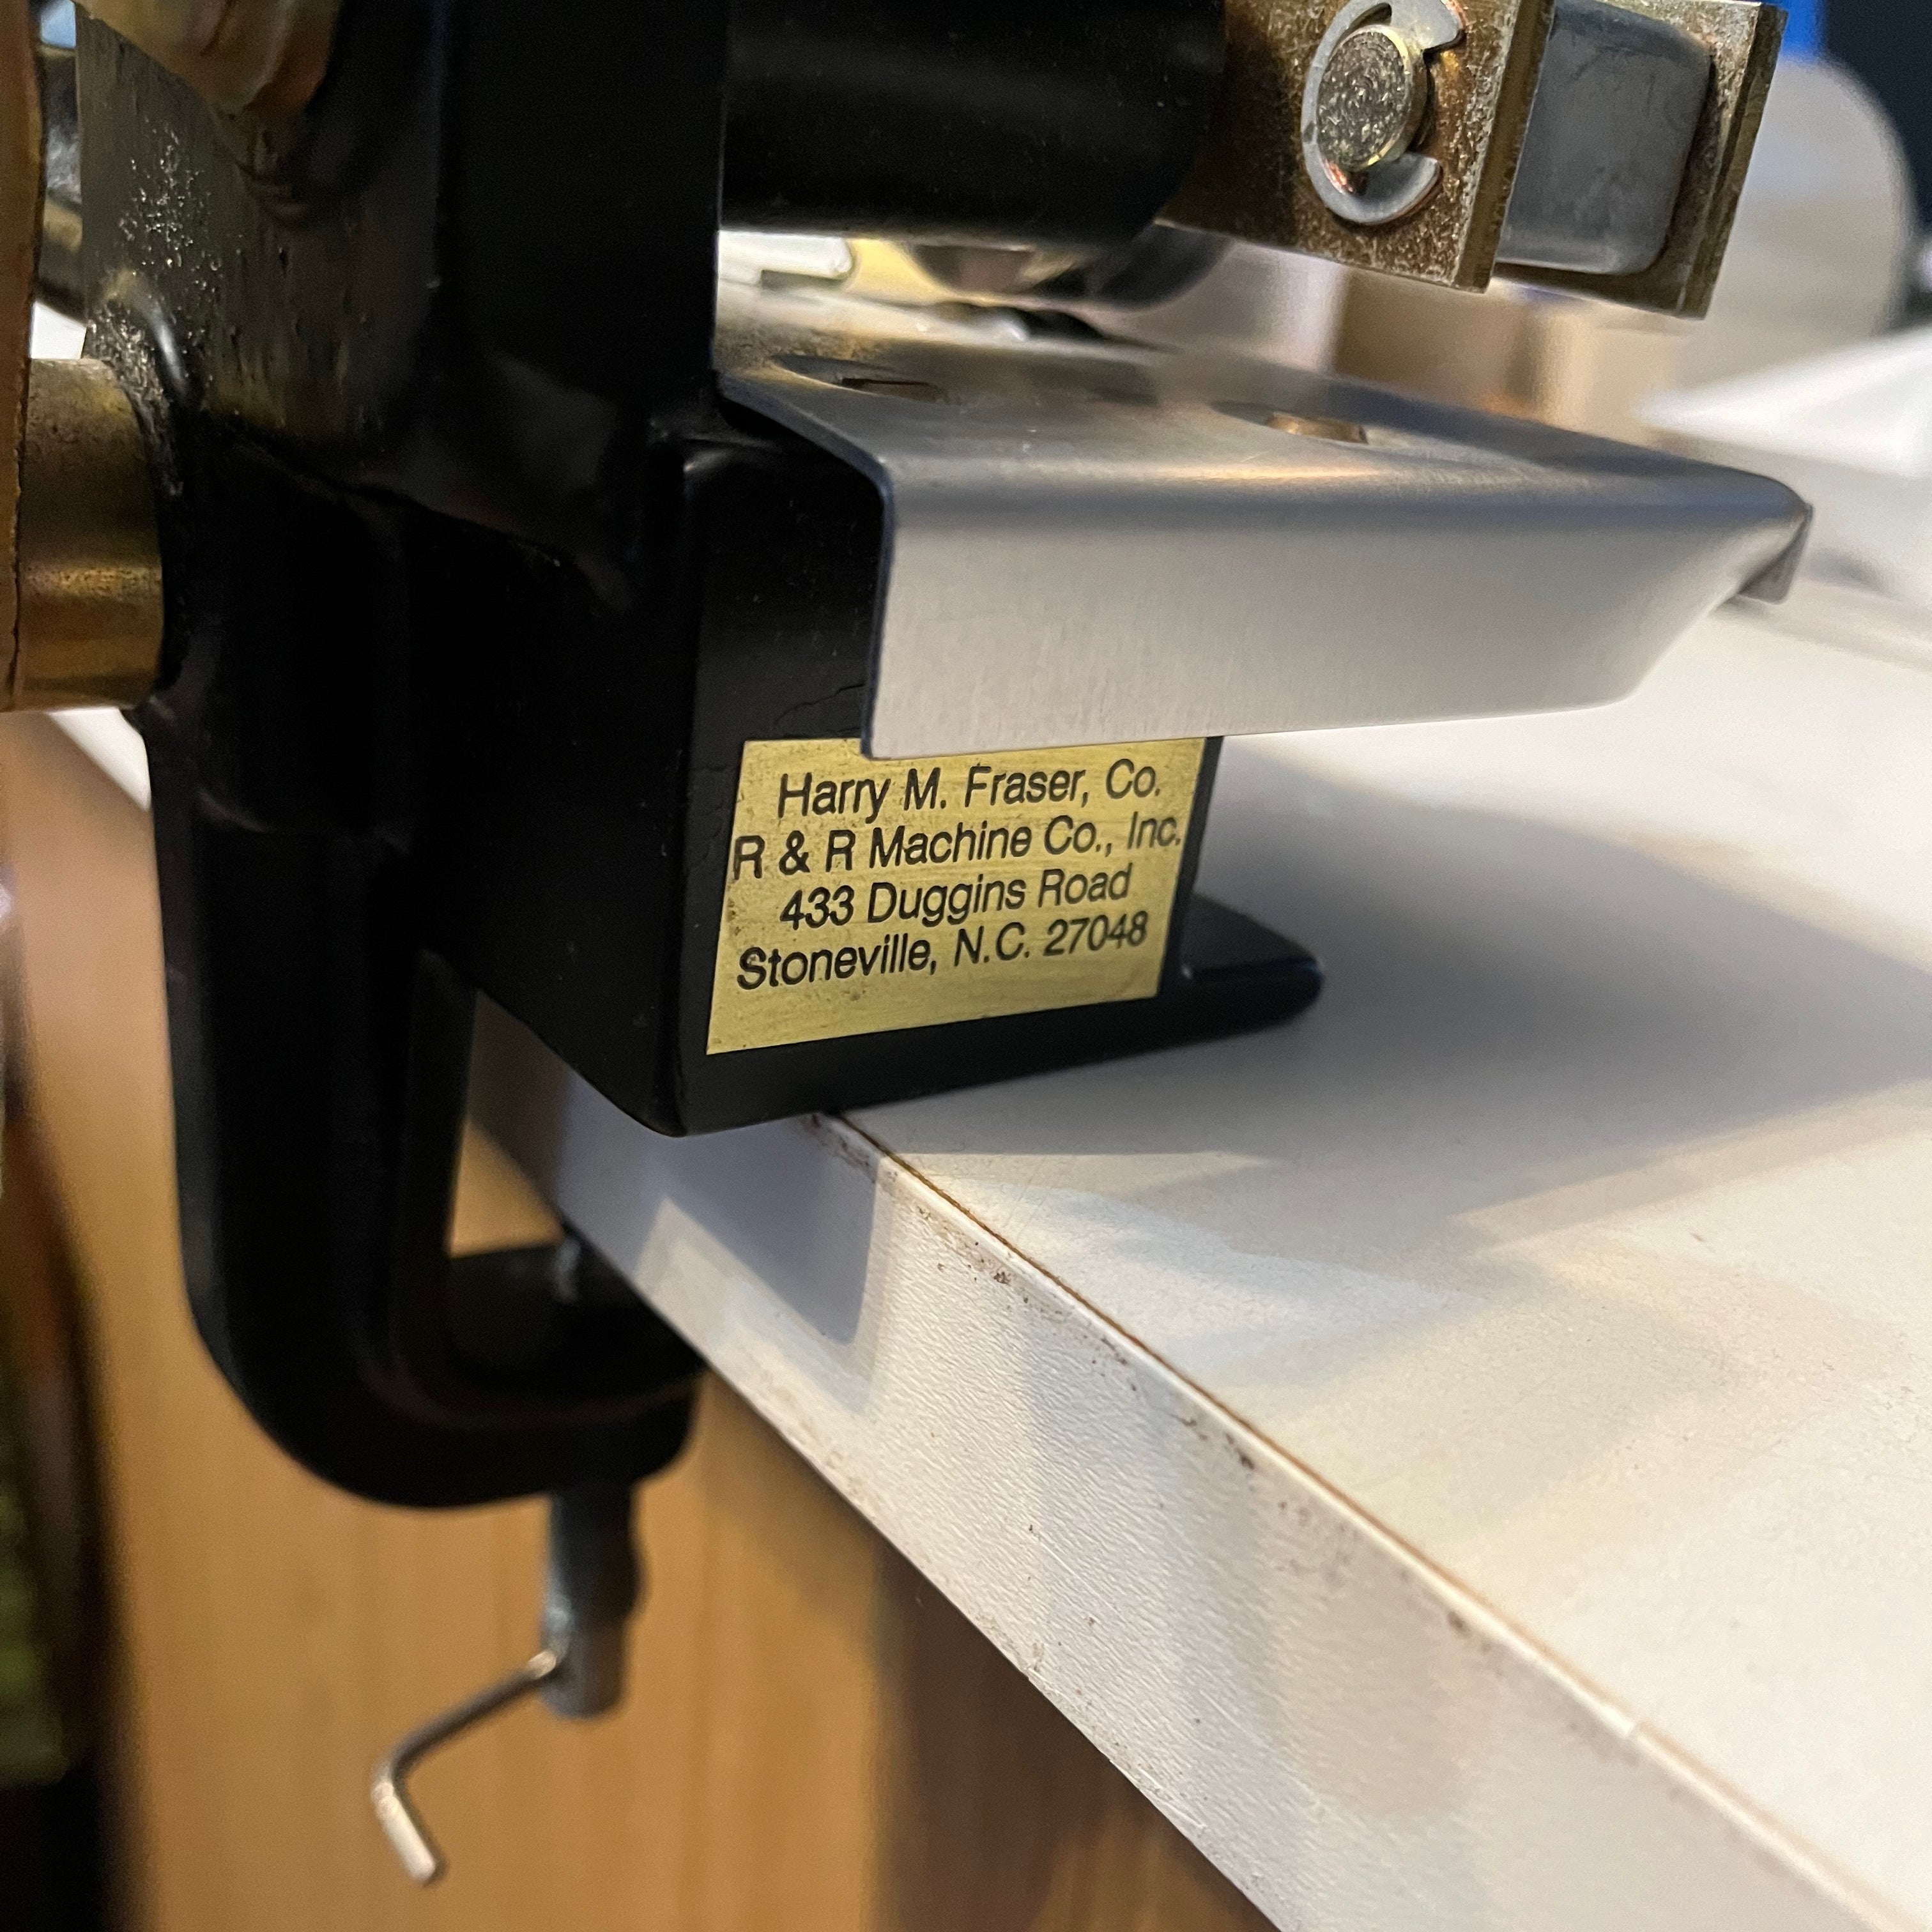 Harry M. Fraser, Co.
R & R Machine Co., Inc.
433 Duggins Road
Stoneville, N.C. 27048